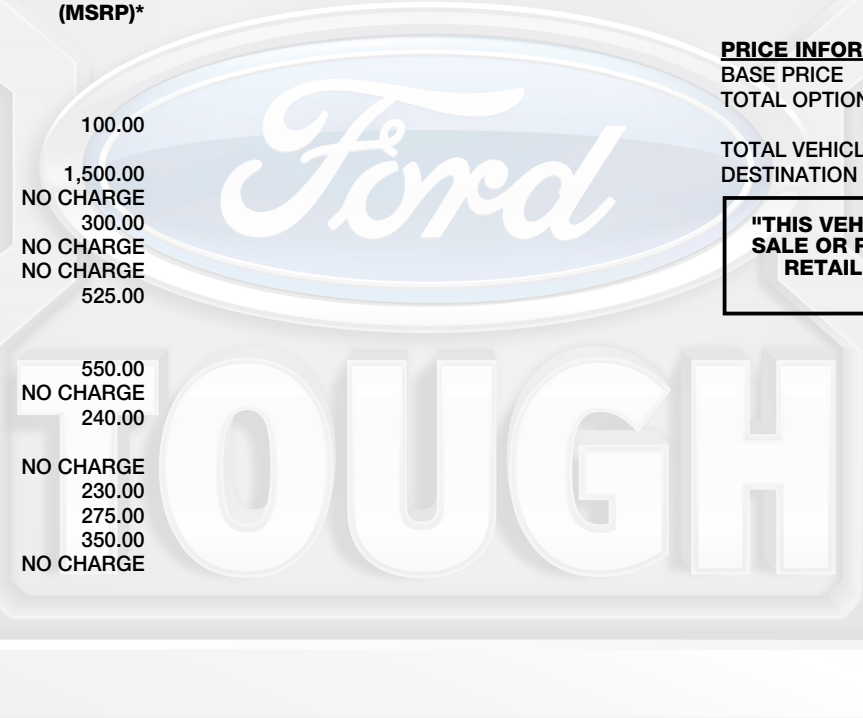 (MSRP)*
100.00
1,500.00
NO CHARGE
300.00
NO CHARGE
NO CHARGE
525.00
550.00
NO CHARGE
240.00
NO CHARGE
230.00
275.00
350.00
NO CHARGE
PRICE INFOR
BASE PRICE
TOTAL OPTION
TOTAL VEHICL
DESTINATION
"THIS VEH
SALE OR F
RETAIL
Ford
TOUGH